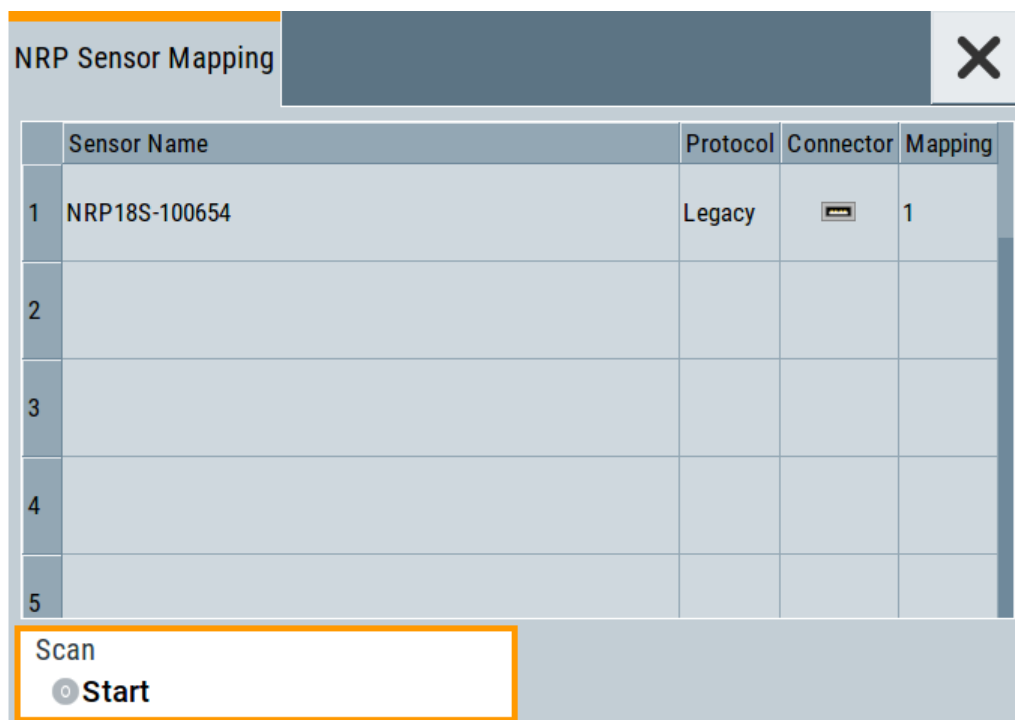 NRP Sensor Mapping
Sensor Name Protocol Connector Mapping
1 NRP18S-100654 Legacy 1
2
3
4
5
Scan
Start